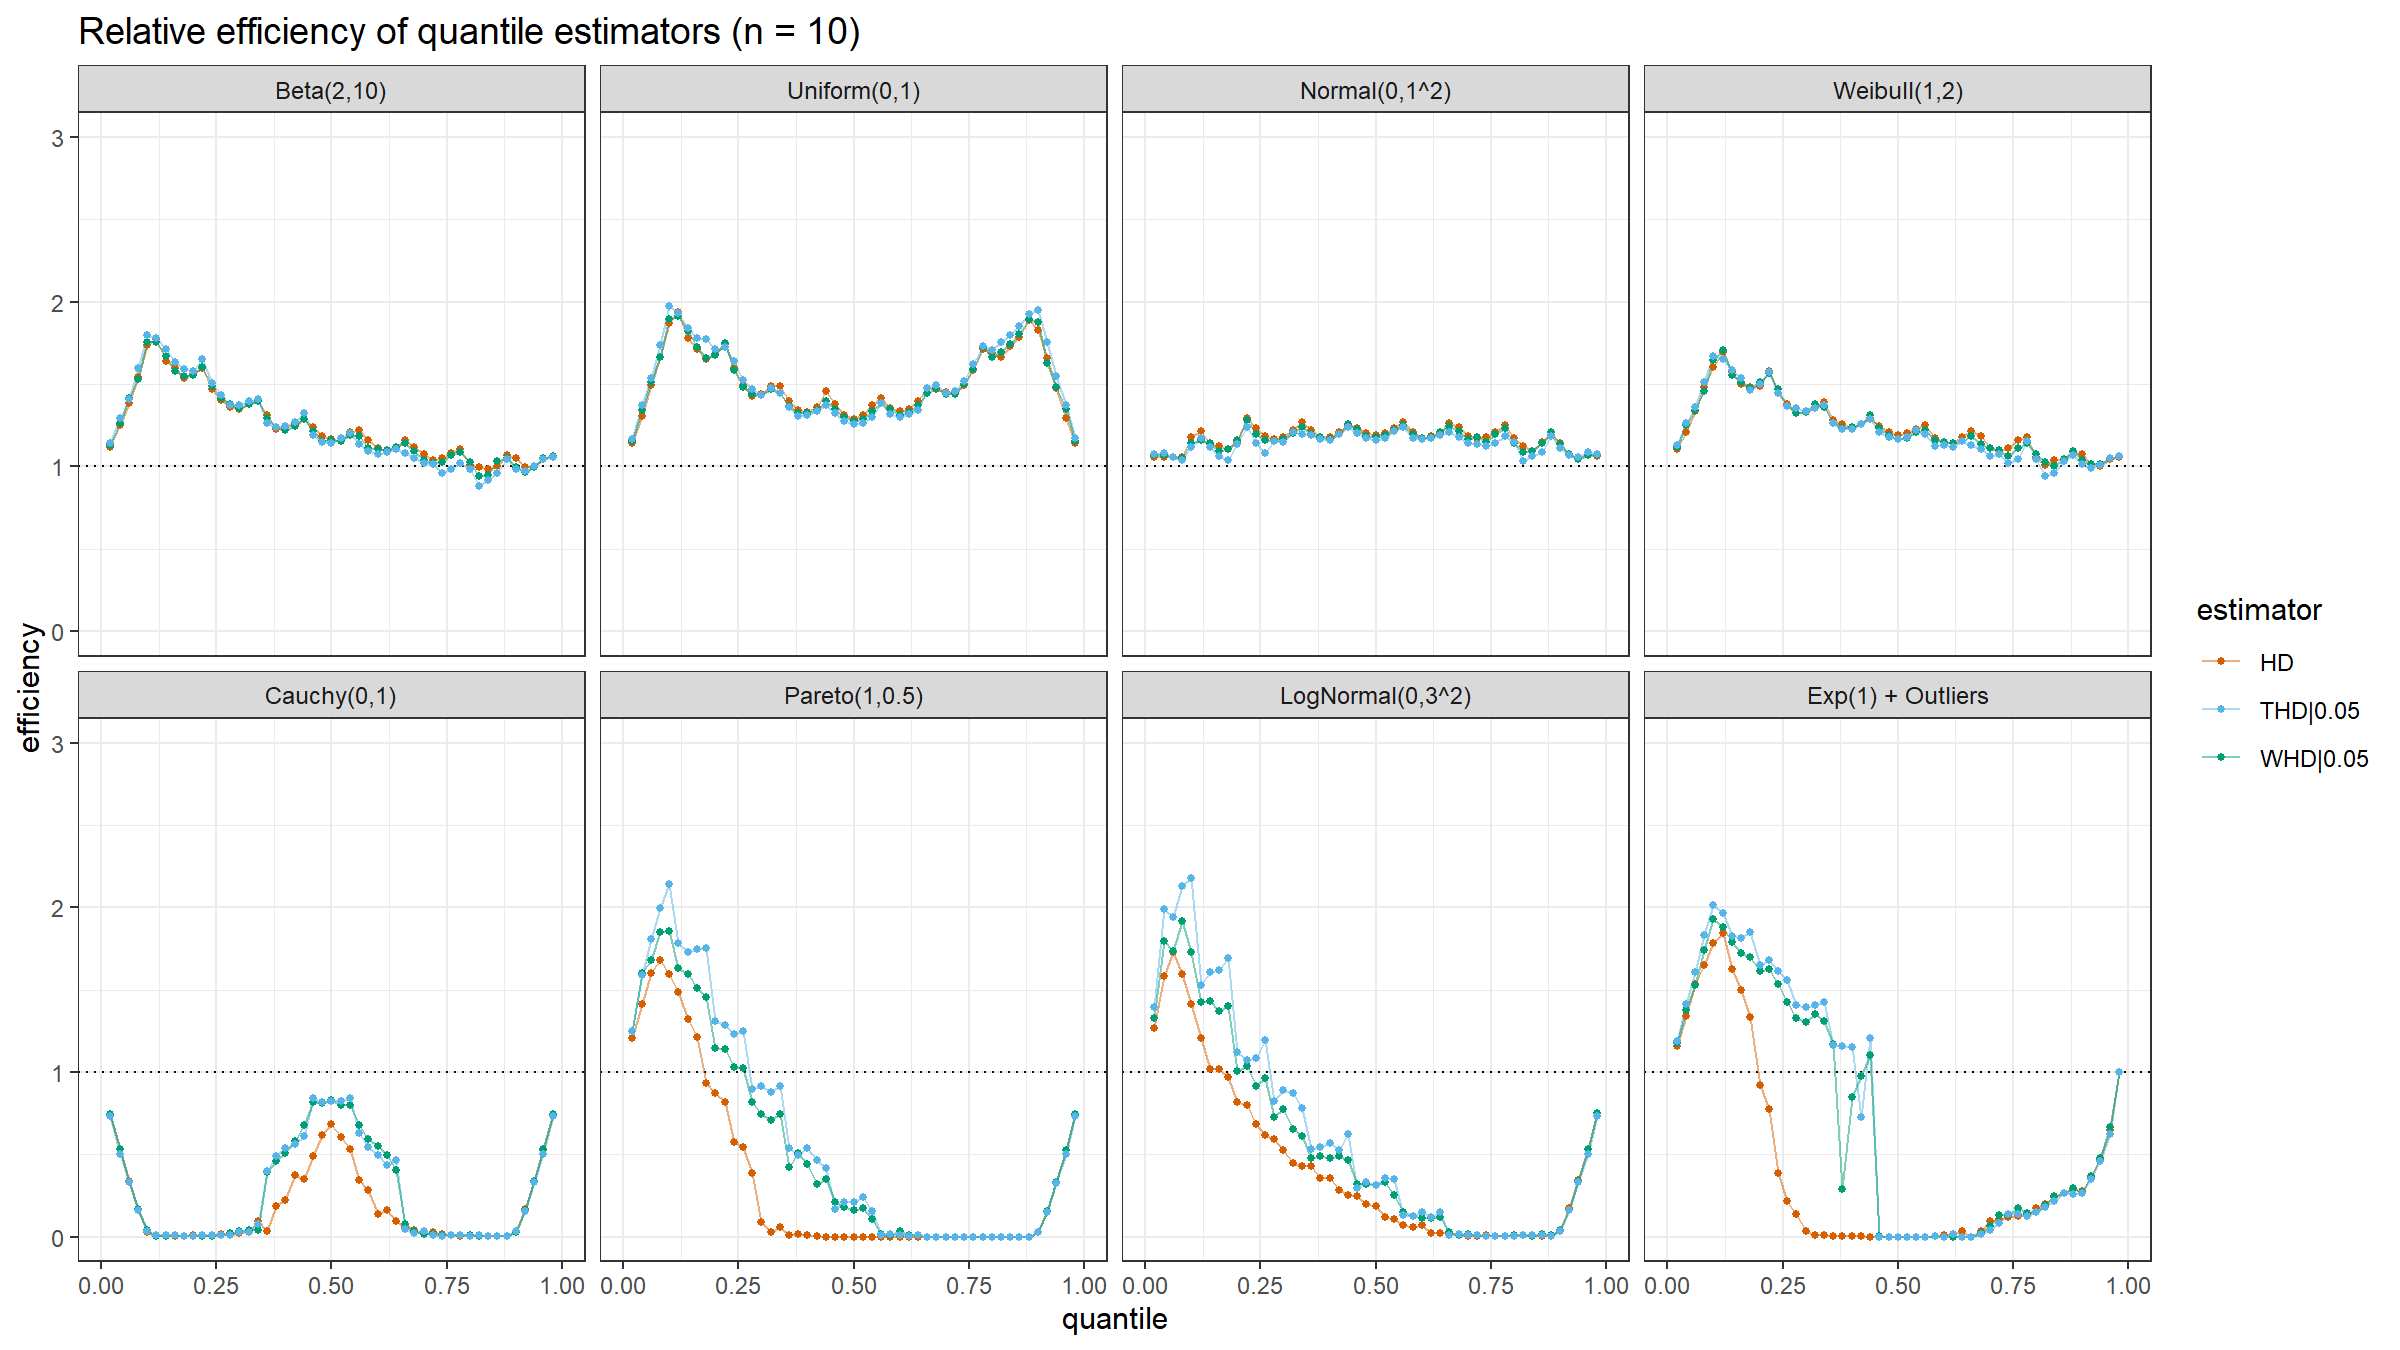 Relative efficiency of quantile estimators (n = 10)
Beta(2,10)
Uniform(0,1)
Normal(0,1^2)
Weibull(1,2)
3
2
1
0
Cauchy(0,1)
Pareto(1,0.5)
LogNormal(0,3^2)
Exp(1) + Outliers
3
2
1
0
efficiency
0.00 0.25 0.50 0.75 1.00
0.00 0.25 0.50 0.75 1.00
0.00 0.25 0.50 0.75 1.00
0.00 0.25 0.50 0.75 1.00
quantile
estimator
HD
THD|0.05
WHD|0.05